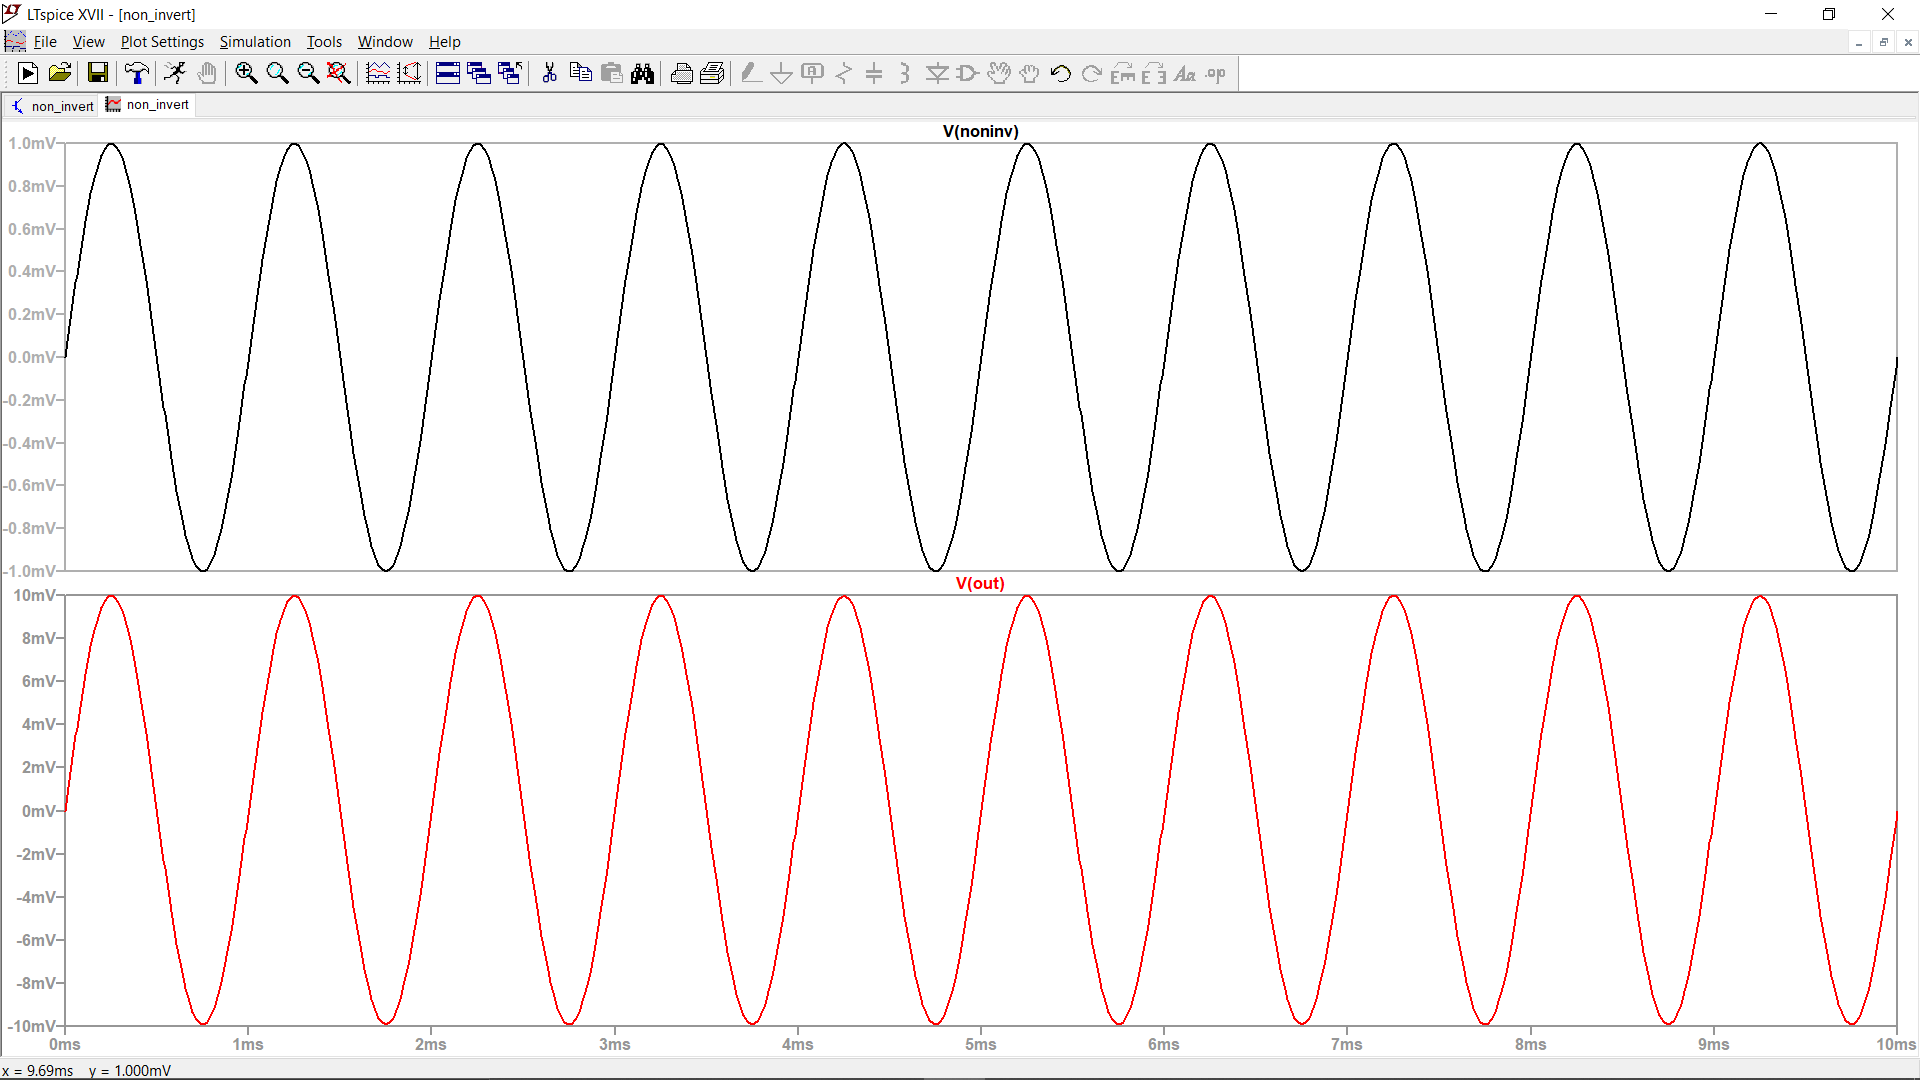 LTspice XVII - [non_invert]
File View Plot Settings Simulation Tools Window Help
Aa .op
non_invert non_invert
V(noninv)
1.0mV
0.8mV
0.6mV
0.4mV
0.2mV
0.0mV
-0.2mV
-0.4mV
-0.6mV
-0.8mV
-1.0mV
V(out)
10mV
8mV
6mV
4mV
2mV
0mV
-2mV
-4mV
-6mV
-8mV
-10mV
0ms 1ms 2ms 3ms 4ms 5ms 6ms 7ms 8ms 9ms 10ms
x = 9.69ms y = 1.000mV